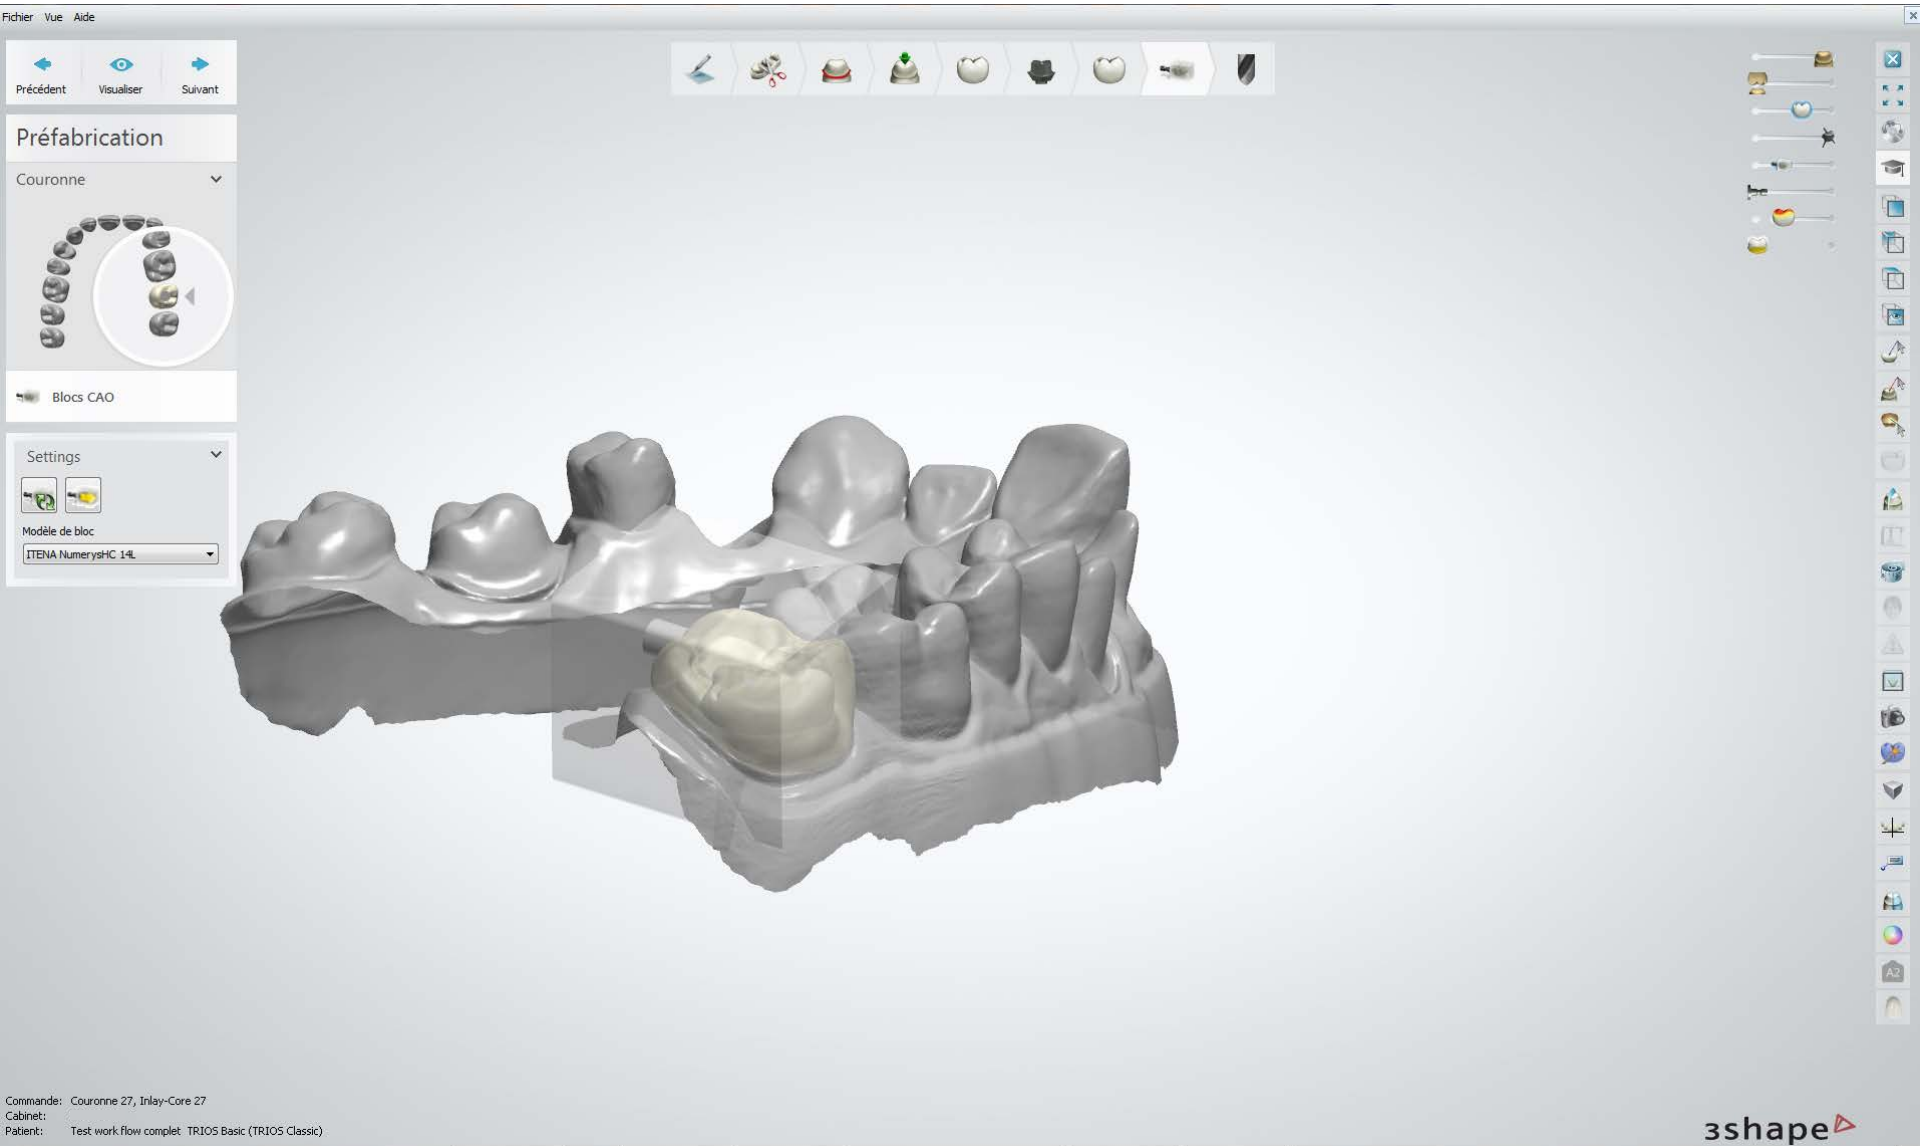 Fichier Vue Aide
Précédent Visualiser Suivant
Préfabrication
Couronne
Blocs CAO
Settings
Modèle de bloc
ITENA NumerysHC 14L
A2
Commande: Couronne 27, Inlay-Core 27
Cabinet:
Patient: Test work flow complet TRIOS Basic (TRIOS Classic)
3shape